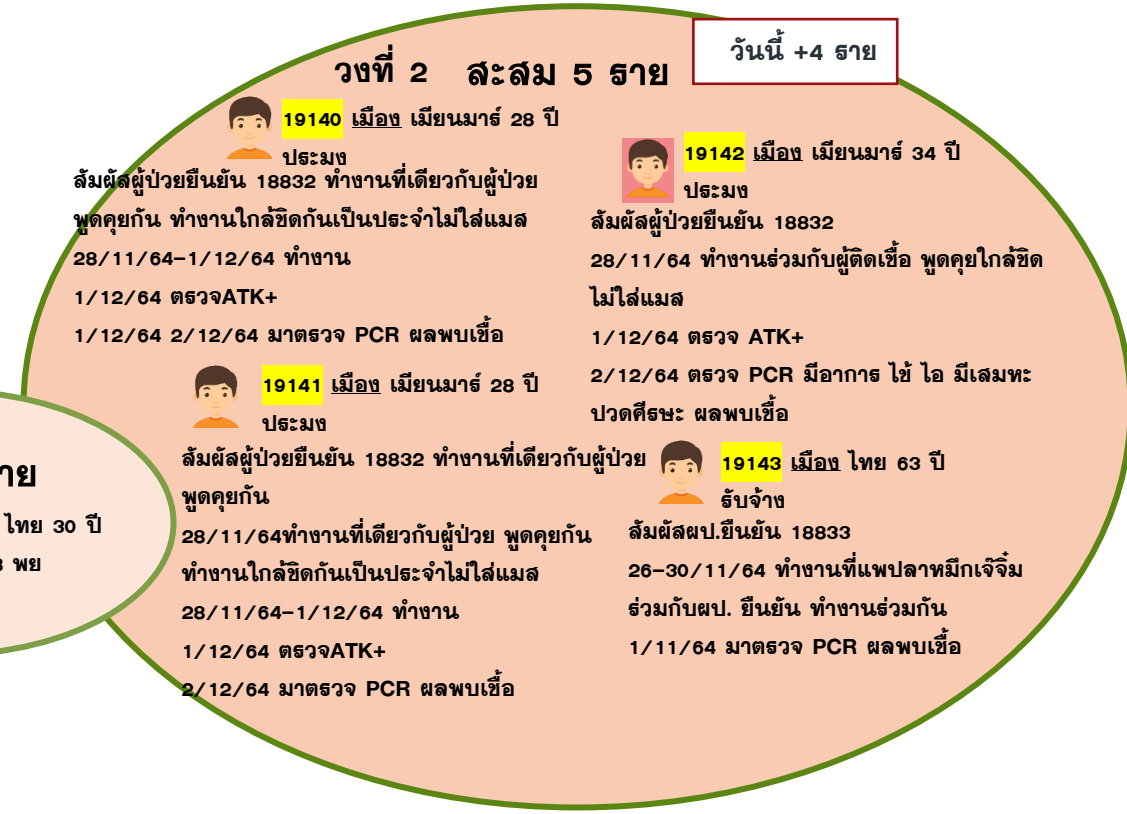 วันนี้ +4 ราย
วงที่ 2 สะสม 5 ราย
19140 เมือง เมียนมาร์ 28 ปี
ประมง
สัมผัสผู้ป่วยยืนยัน 18832 ทำงานที่เดียวกับผู้ป่วย
พูดคุยกัน ทำงานใกล้ชิดกันเป็นประจำไม่ใส่แมส
28/11/64-1/12/64 ทำงาน
1/12/64 ตรวจATK+
1/12/64 2/12/64 มาตรวจ PCR ผลพบเชื้อ
19141 เมือง เมียนมาร์ 28 ปี
ประมง
สัมผัสผู้ป่วยยืนยัน 18832 ทำงานที่เดียวกับผู้ป่วย
พูดคุยกัน
28/11/64ทำงานที่เดียวกับผู้ป่วย พูดคุยกัน
ทำงานใกล้ชิดกันเป็นประจำไม่ใส่แมส
28/11/64-1/12/64 ทำงาน
1/12/64 ตรวจATK+
2/12/64 มาตรวจ PCR ผลพบเชื้อ
19142 เมือง เมียนมาร์ 34 ปี
ประมง
สัมผัสผู้ป่วยยืนยัน 18832
28/11/64 ทำงานร่วมกับผู้ติดเชื้อ พูดคุยใกล้ชิด
ไม่ใส่แมส
1/12/64 ตรวจ ATK+
2/12/64 ตรวจ PCR มีอาการ ไข้ ไอ มีเสมหะ
ปวดศีรษะ ผลพบเชื้อ
19143 เมือง ไทย 63 ปี
รับจ้าง
สัมผัสผป.ยืนยัน 18833
26-30/11/64 ทำงานที่แพปลาหมึกเจ๊จิ๋ม
ร่วมกับผป. ยืนยัน ทำงานร่วมกัน
1/11/64 มาตรวจ PCR ผลพบเชื้อ
ไทย 30 ปี
พย